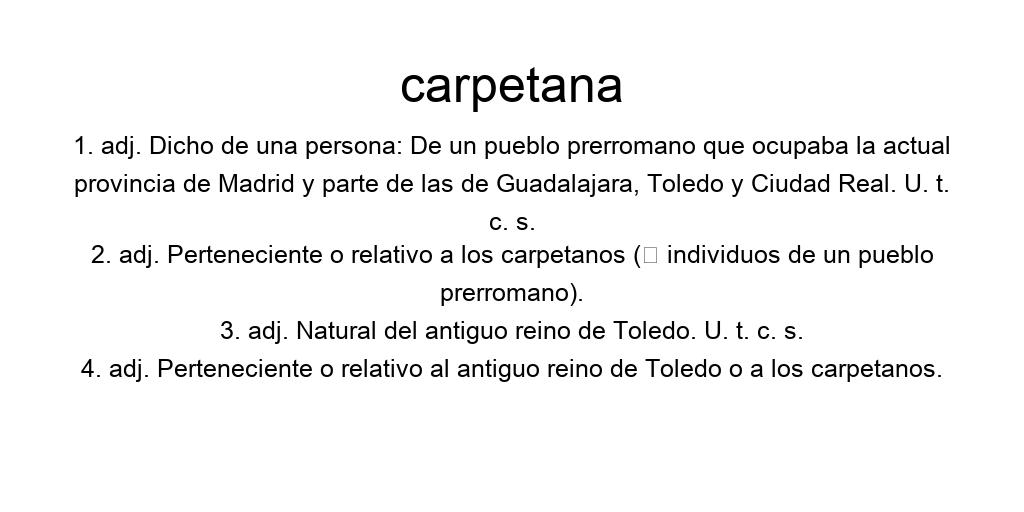 carpetana
1. adj. Dicho de una persona: De un pueblo prerromano que ocupaba la actual
provincia de Madrid y parte de las de Guadalajara, Toledo y Ciudad Real. U. t.
c. s.
2. adj. Perteneciente o relativo a los carpetanos (□ individuos de un pueblo
prerromano).
3. adj. Natural del antiguo reino de Toledo. U. t. c. s.
4. adj. Perteneciente o relativo al antiguo reino de Toledo o a los carpetanos.